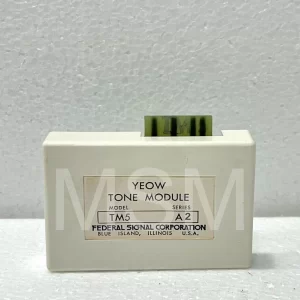 YEOW
TONE MODULE
MODEL SERIES
TM5 A2
FEDERAL SIGNAL CORPORATION
BLUE ISLAND, ILLINOIS U.S.A.
MSM